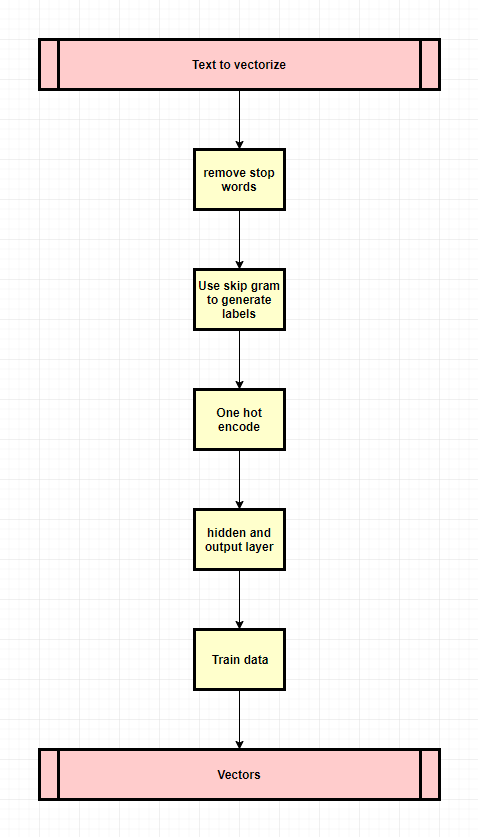 Text to vectorize
remove stop
words
Use skip gram
to generate
labels
One hot
encode
hidden and
output layer
Train data
Vectors